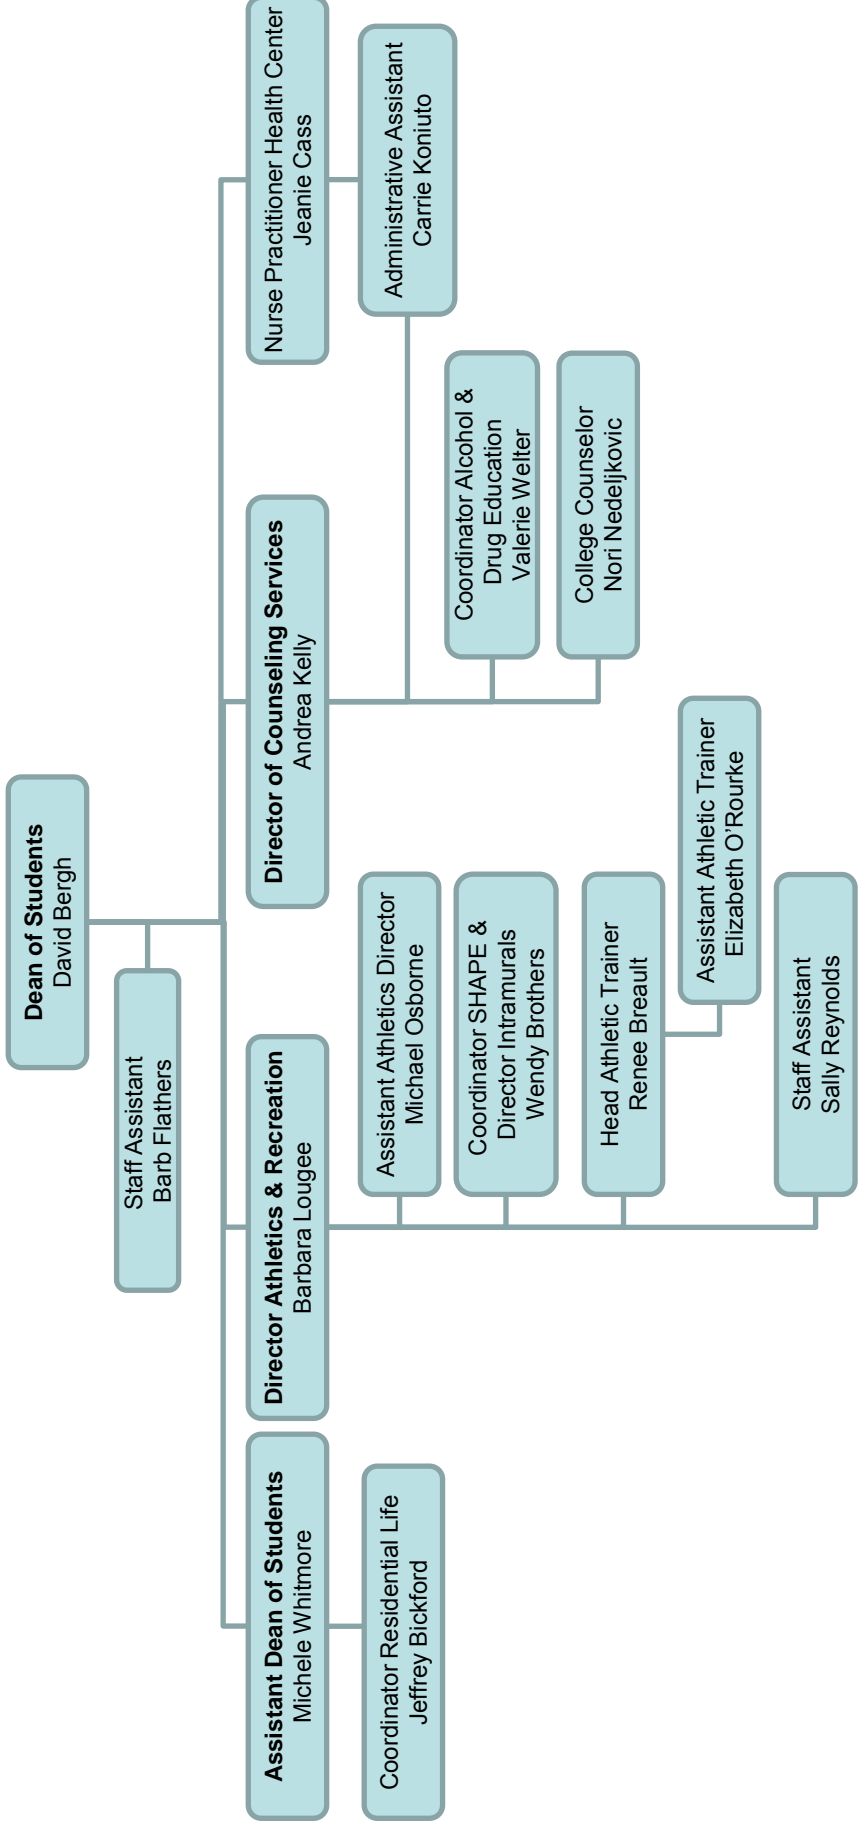 Dean of Students
David Bergh
Staff Assistant
Barb Flathers
Assistant Dean of Students
Michele Whitmore
Director Athletics & Recreation
Barbara Lougee
Director of Counseling Services
Andrea Kelly
Nurse Practitioner Health Center
Jeanie Cass
Coordinator Residential Life
Jeffrey Bickford
Assistant Athletics Director
Michael Osborne
Coordinator SHAPE &
Director Intramurals
Wendy Brothers
Head Athletic Trainer
Renee Breault
Assistant Athletic Trainer
Elizabeth O’Rourke
Staff Assistant
Sally Reynolds
Administrative Assistant
Carrie Koniuto
Coordinator Alcohol &
Drug Education
Valerie Welter
College Counselor
Nori Nedeljkovic